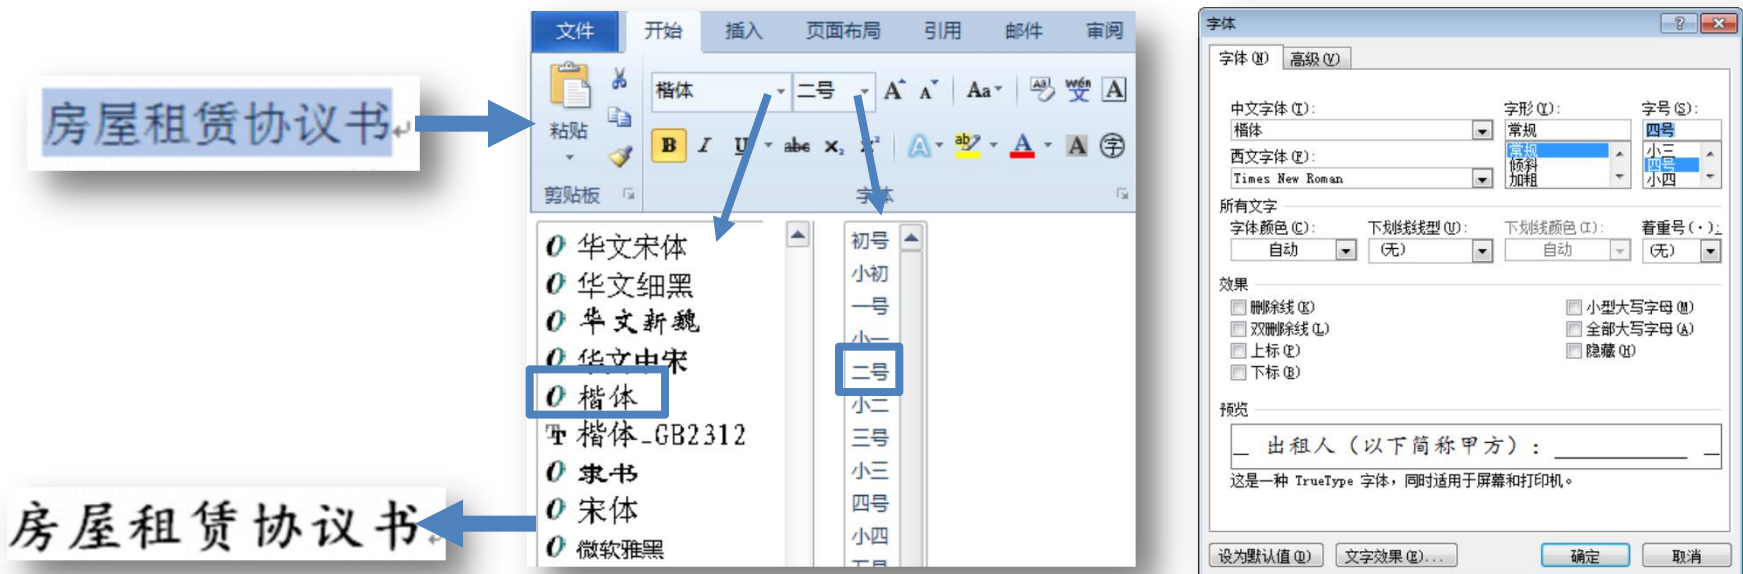 房屋租赁协议书
房屋租赁协议书
文件 开始 插入 页面布局 引用 邮件 审阅
楷体 二号 A A Aa wén 文 A
粘贴
B I U abc x₂ x² A ab A A 字
剪贴板 字体
华文宋体
华文细黑
华文新魏
华文中宋
楷体
楷体_GB2312
隶书
宋体
微软雅黑
初号
小初
一号
小一
二号
小二
三号
小三
四号
小四
五号
字体
字体(N) 高级(V)
中文字体(T): 字形(Y): 字号(S):
楷体 常规 四号
常规 小三
西文字体(F): 倾斜 四号
Times New Roman 加粗 小四
所有文字
字体颜色(C): 下划线线型(U): 下划线颜色(I): 着重号(·):
自动 (无) 自动 (无)
效果
删除线(K) 小型大写字母(M)
双删除线(L) 全部大写字母(A)
上标(P) 隐藏(H)
下标(B)
预览
出租人（以下简称甲方）：
这是一种 TrueType 字体，同时适用于屏幕和打印机。
设为默认值(D) 文字效果(E)... 确定 取消